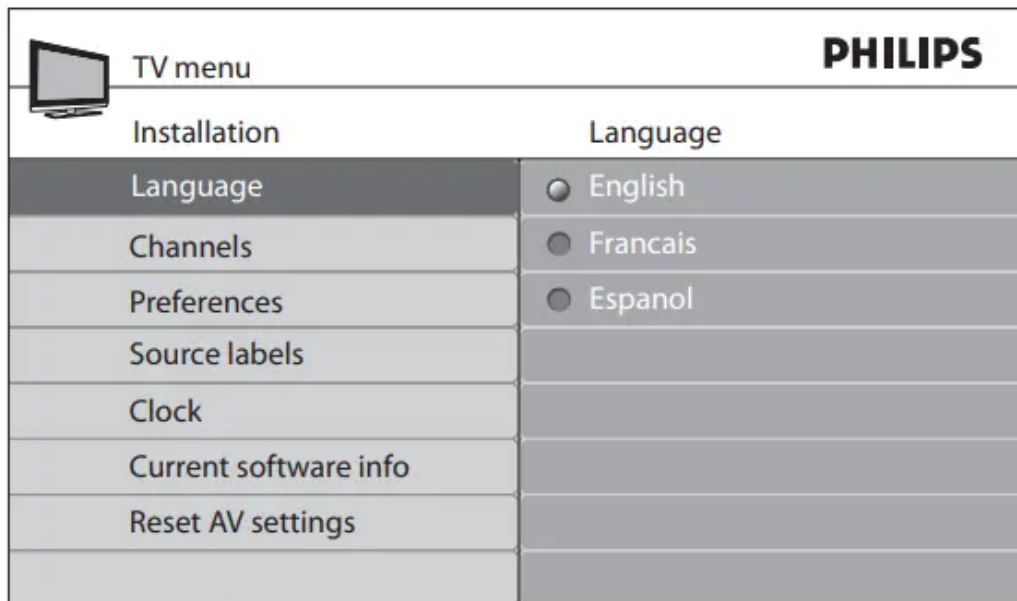 TV menu
PHILIPS
Installation
Language
Language
English
Channels
Francais
Preferences
Espanol
Source labels
Clock
Current software info
Reset AV settings